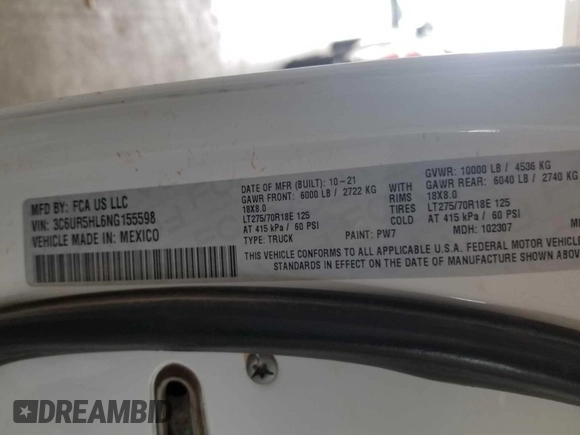 MFD BY: FCA US LLC
VIN: 3C6UR5HL6NG155598
VEHICLE MADE IN: MEXICO
DATE OF MFR (BUILT): 10-21
GAWR FRONT: 6000 LB / 2722 KG
18X8.0
LT275/70R18E 125
AT 415 kPa / 60 PSI
TYPE: TRUCK
PAINT: PW7
WITH
RIMS
TIRES
COLD
GVWR: 10000 LB / 4536 KG
GAWR REAR: 6040 LB / 2740 KG
18X8.0
LT275/70R18E 125
AT 415 kPa / 60 PSI
MDH: 102307
THIS VEHICLE CONFORMS TO ALL APPLICABLE U.S.A. FEDERAL MOTOR VEHICLE
STANDARDS IN EFFECT ON THE DATE OF MANUFACTURE SHOWN ABOVE
DREAMBID